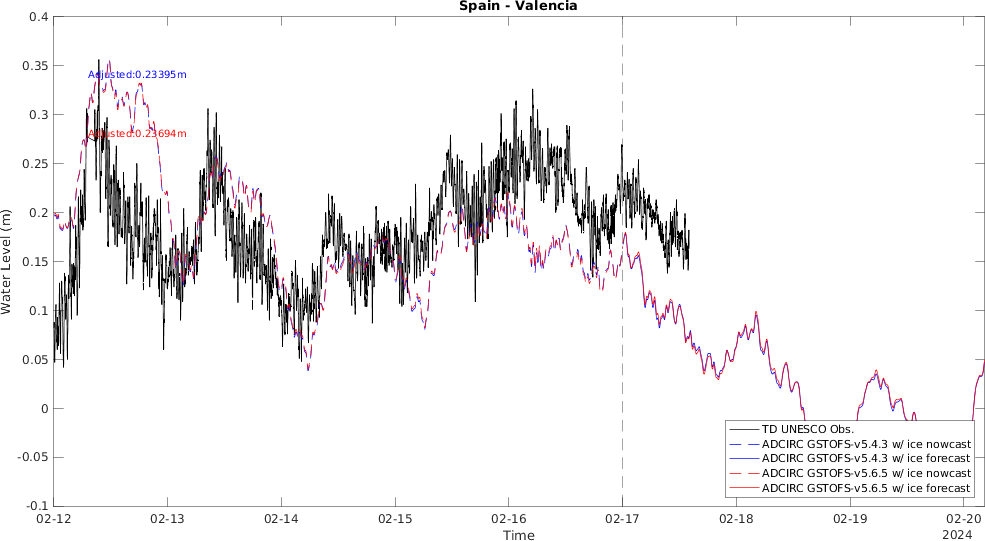 Spain - Valencia
0.4
0.35
0.3
0.25
0.2
0.15
0.1
0.05
0
-0.05
-0.1
Water Level (m)
Adjusted:0.23395m
Adjusted:0.23694m
TD UNESCO Obs.
ADCIRC GSTOFS-v5.4.3 w/ ice nowcast
ADCIRC GSTOFS-v5.4.3 w/ ice forecast
ADCIRC GSTOFS-v5.6.5 w/ ice nowcast
ADCIRC GSTOFS-v5.6.5 w/ ice forecast
02-12 02-13 02-14 02-15 02-16 02-17 02-18 02-19 02-20
Time
2024